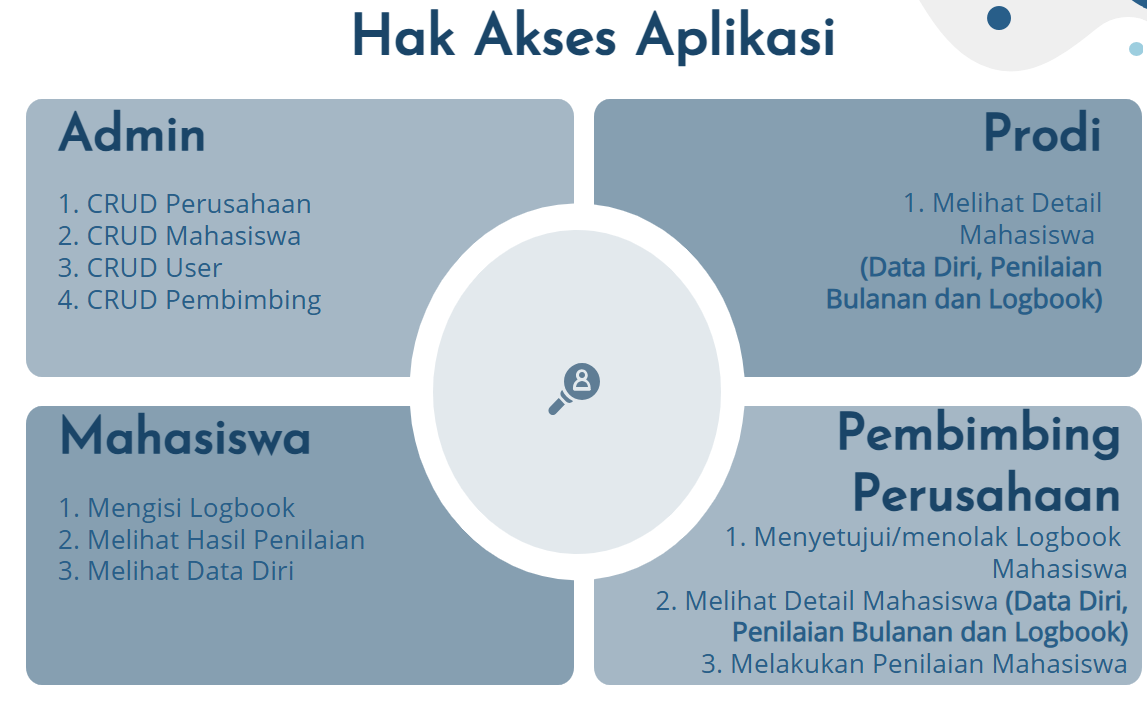 Hak Akses Aplikasi
Admin
1. CRUD Perusahaan
2. CRUD Mahasiswa
3. CRUD User
4. CRUD Pembimbing
Prodi
1. Melihat Detail
Mahasiswa
(Data Diri, Penilaian
Bulanan dan Logbook)
Mahasiswa
1. Mengisi Logbook
2. Melihat Hasil Penilaian
3. Melihat Data Diri
Pembimbing
Perusahaan
1. Menyetujui/menolak Logbook
Mahasiswa
2. Melihat Detail Mahasiswa (Data Diri,
Penilaian Bulanan dan Logbook)
3. Melakukan Penilaian Mahasiswa